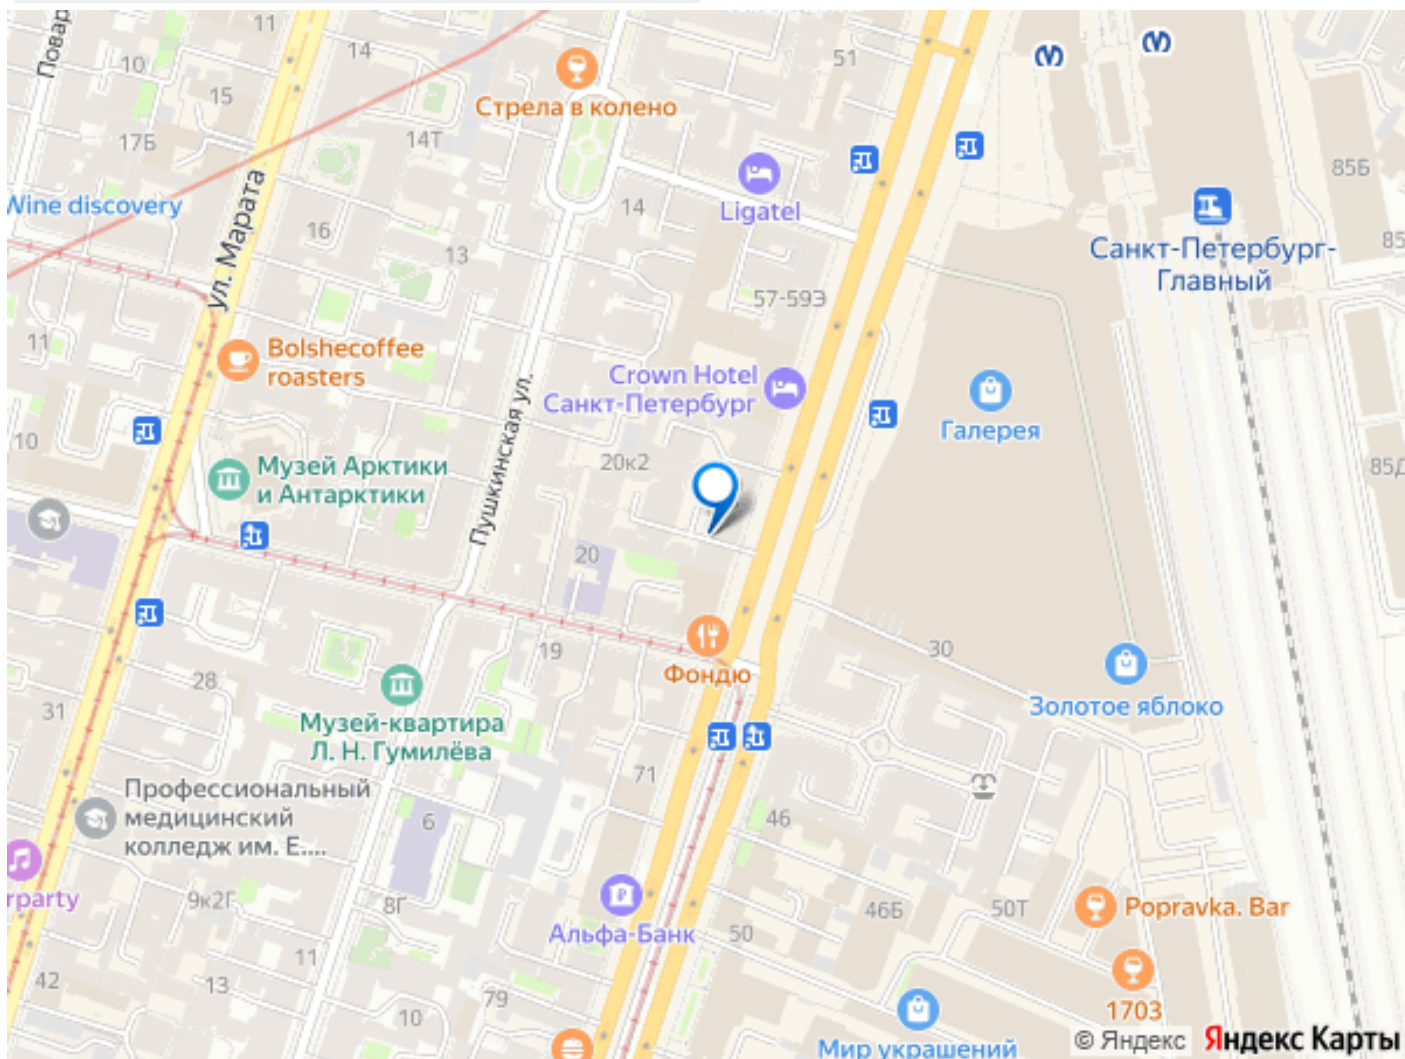 11
Повар
14
10
51
15
Стрела в колено
17Б
14Т
85Б
ул. Марата
Wine discovery
14
Ligatel
16
13
Санкт-Петербург-
Главный
85
57-59Э
11
Bolshecoffee
roasters
Crown Hotel
Санкт-Петербург
Галерея
Пушкинская ул.
10
20к2
Музей Арктики
и Антарктики
85Д
20
19
30
Фондю
28
31
Золотое яблоко
Музей-квартира
Л. Н. Гумилёва
71
Профессиональный
медицинский
колледж им. Е....
6
46
rparty
9к2Г
8Г
46Б
50Т
Popravka. Bar
Альфа-Банк
50
11
42
13
79
10
1703
Мир украшений
© Яндекс Яндекс Карты